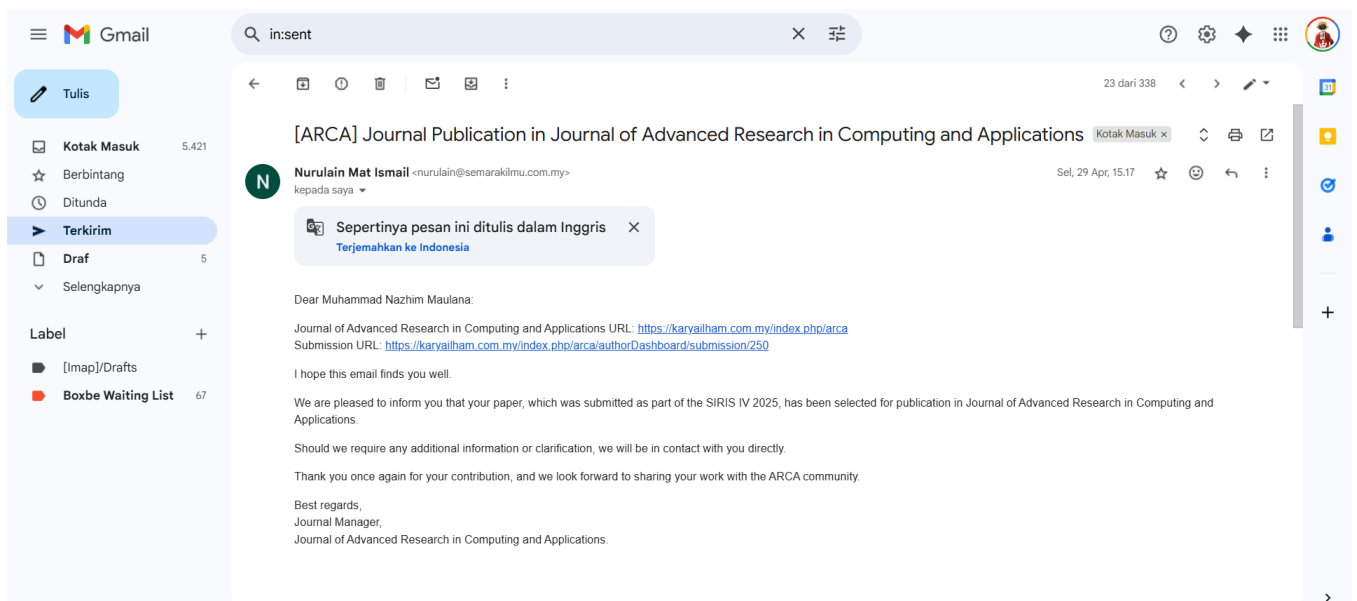 Gmail
in:sent
Tulis
23 dari 338
31
Kotak Masuk 5.421
Berbintang
Ditunda
Terkirim
Draf 5
Selengkapnya
Label
[Imap]/Drafts
Boxbe Waiting List 67
[ARCA] Journal Publication in Journal of Advanced Research in Computing and Applications Kotak Masuk ×
N
Nurulain Mat Ismail <nurulain@semarakilmu.com.my>
Sel, 29 Apr, 15.17
kepada saya
Sepertinya pesan ini ditulis dalam Inggris
Terjemahkan ke Indonesia
Dear Muhammad Nazhim Maulana:
Journal of Advanced Research in Computing and Applications URL: https://karyailham.com.my/index.php/arca
Submission URL: https://karyailham.com.my/index.php/arca/authorDashboard/submission/250
I hope this email finds you well.
We are pleased to inform you that your paper, which was submitted as part of the SIRIS IV 2025, has been selected for publication in Journal of Advanced Research in Computing and
Applications.
Should we require any additional information or clarification, we will be in contact with you directly.
Thank you once again for your contribution, and we look forward to sharing your work with the ARCA community.
Best regards,
Journal Manager,
Journal of Advanced Research in Computing and Applications.